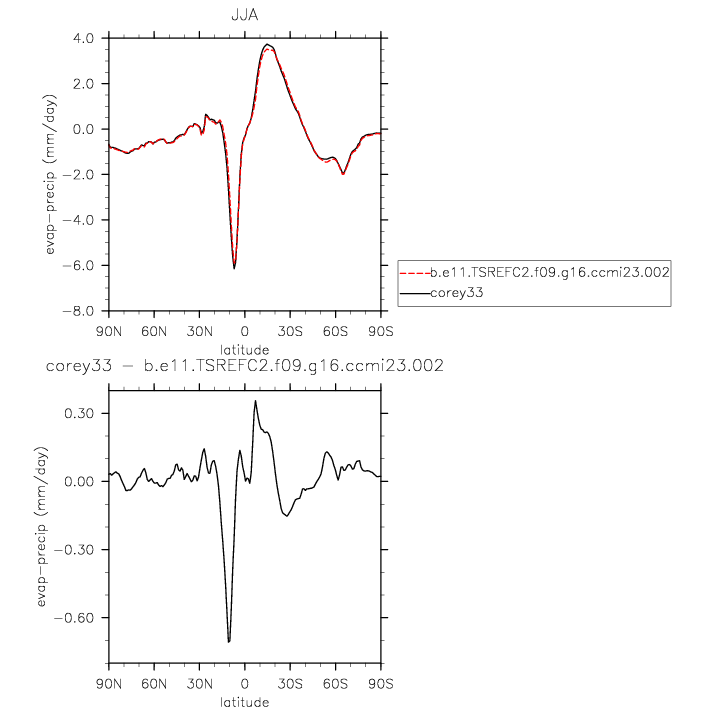 JJA
4.0
2.0
0.0
−2.0
−4.0
−6.0
−8.0
evap−precip (mm/day)
90N 60N 30N 0 30S 60S 90S
latitude
b.e11.TSREFC2.f09.g16.ccmi23.002
corey33
corey33 − b.e11.TSREFC2.f09.g16.ccmi23.002
0.30
0.00
−0.30
−0.60
evap−precip (mm/day)
90N 60N 30N 0 30S 60S 90S
latitude